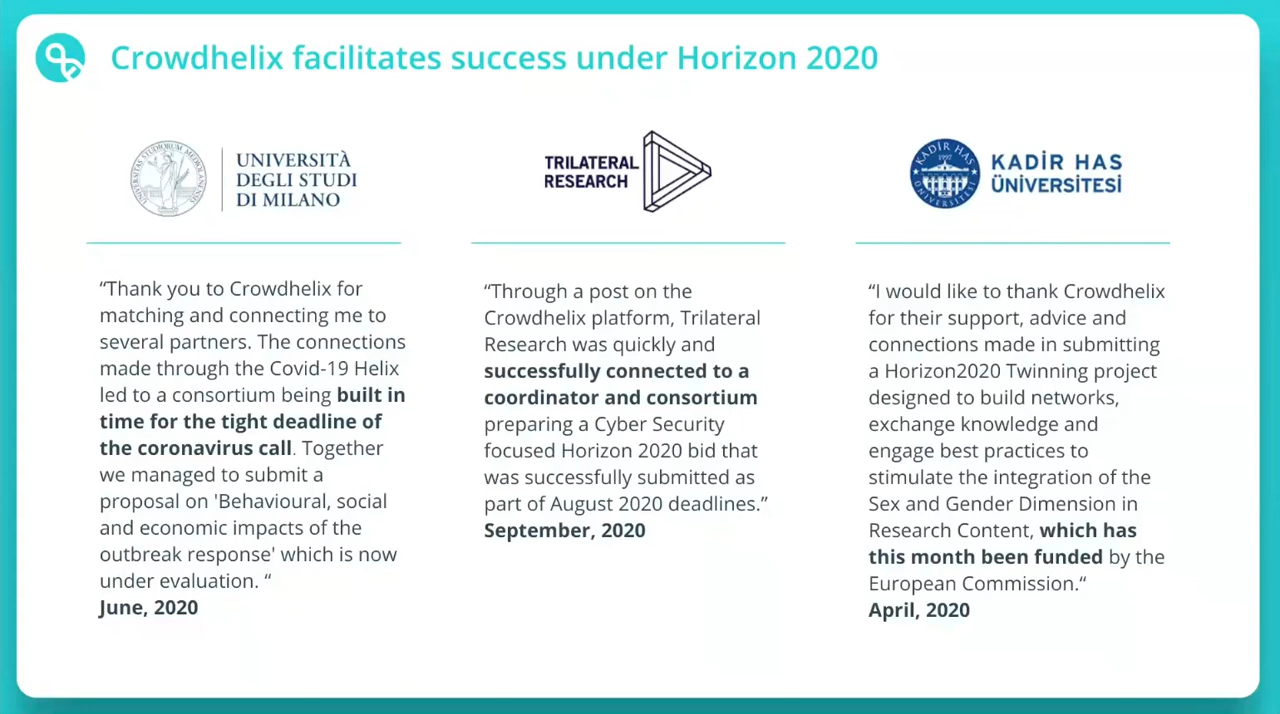 Crowdhelix facilitates success under Horizon 2020
UNIVERSITÀ
DEGLI STUDI
DI MILANO
“Thank you to Crowdhelix for
matching and connecting me to
several partners. The connections
made through the Covid-19 Helix
led to a consortium being built in
time for the tight deadline of
the coronavirus call. Together
we managed to submit a
proposal on 'Behavioural, social
and economic impacts of the
outbreak response' which is now
under evaluation. “
June, 2020
TRILATERAL
RESEARCH
“Through a post on the
Crowdhelix platform, Trilateral
Research was quickly and
successfully connected to a
coordinator and consortium
preparing a Cyber Security
focused Horizon 2020 bid that
was successfully submitted as
part of August 2020 deadlines.”
September, 2020
KADİR HAS
1997
ÜNİVERSİTESİ
KADİR HAS
ÜNİVERSİTESİ
“I would like to thank Crowdhelix
for their support, advice and
connections made in submitting
a Horizon2020 Twinning project
designed to build networks,
exchange knowledge and
engage best practices to
stimulate the integration of the
Sex and Gender Dimension in
Research Content, which has
this month been funded by the
European Commission.“
April, 2020